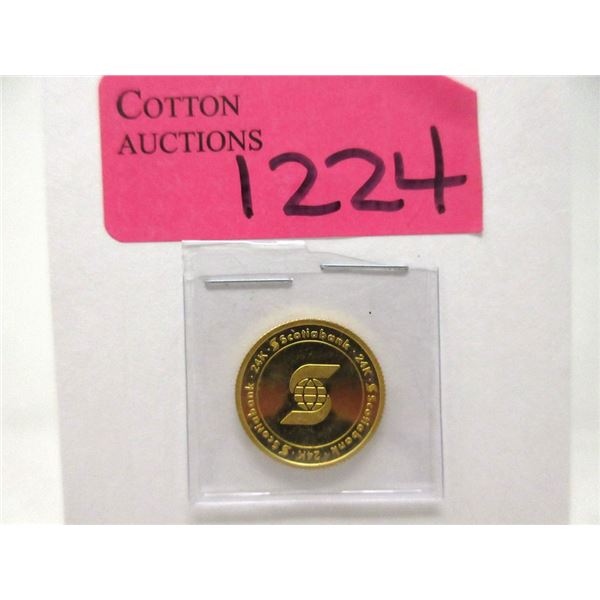 COTTON
AUCTIONS
1224
Scotiabank · 24K · Scotiabank · 24K · Scotiabank · 24K ·